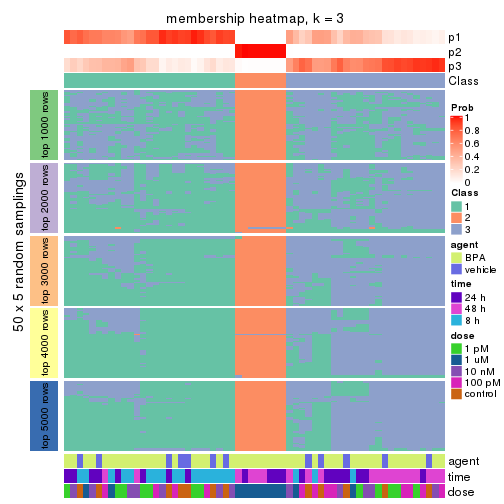 membership heatmap, k = 3
p1
p2
p3
Class
50 x 5 random samplings
top 1000 rows
top 2000 rows
top 3000 rows
top 4000 rows
top 5000 rows
agent
time
dose
Prob
1
0.8
0.6
0.4
0.2
0
Class
1
2
3
agent
BPA
vehicle
time
24 h
48 h
8 h
dose
1 pM
1 uM
10 nM
100 pM
control